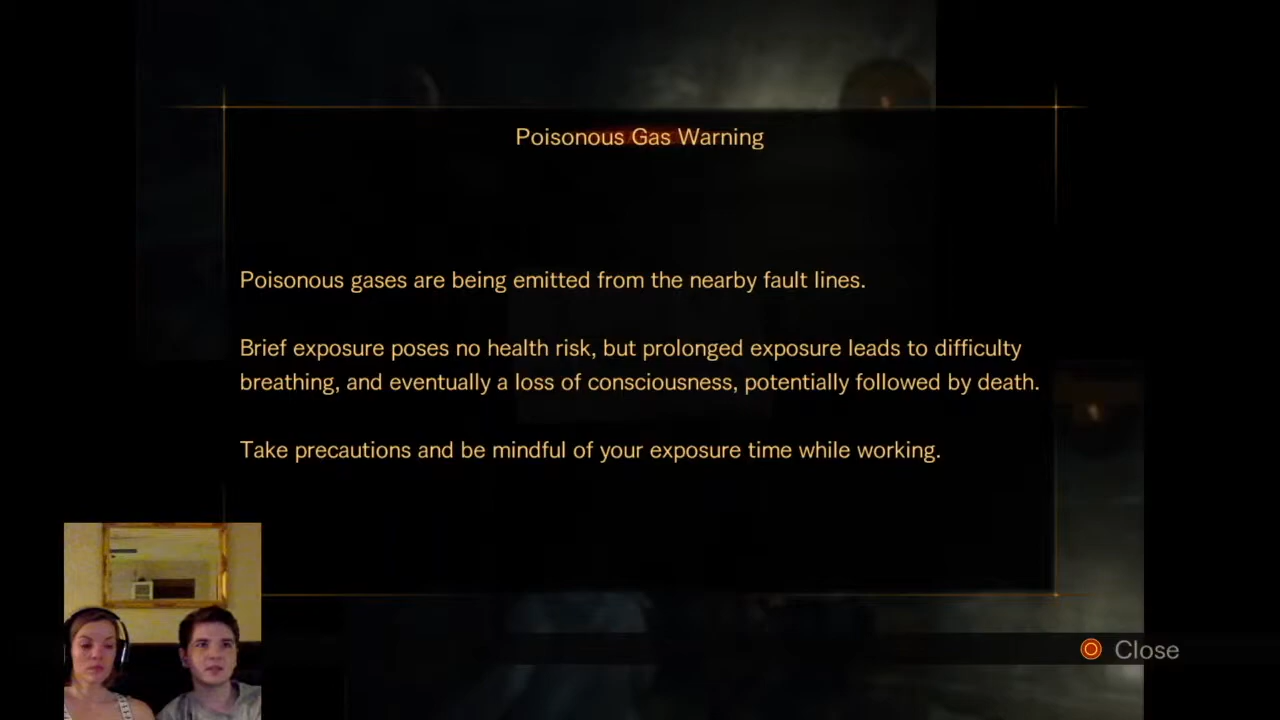 Poisonous Gas Warning
Poisonous gases are being emitted from the nearby fault lines.
Brief exposure poses no health risk, but prolonged exposure leads to difficulty
breathing, and eventually a loss of consciousness, potentially followed by death.
Take precautions and be mindful of your exposure time while working.
Close